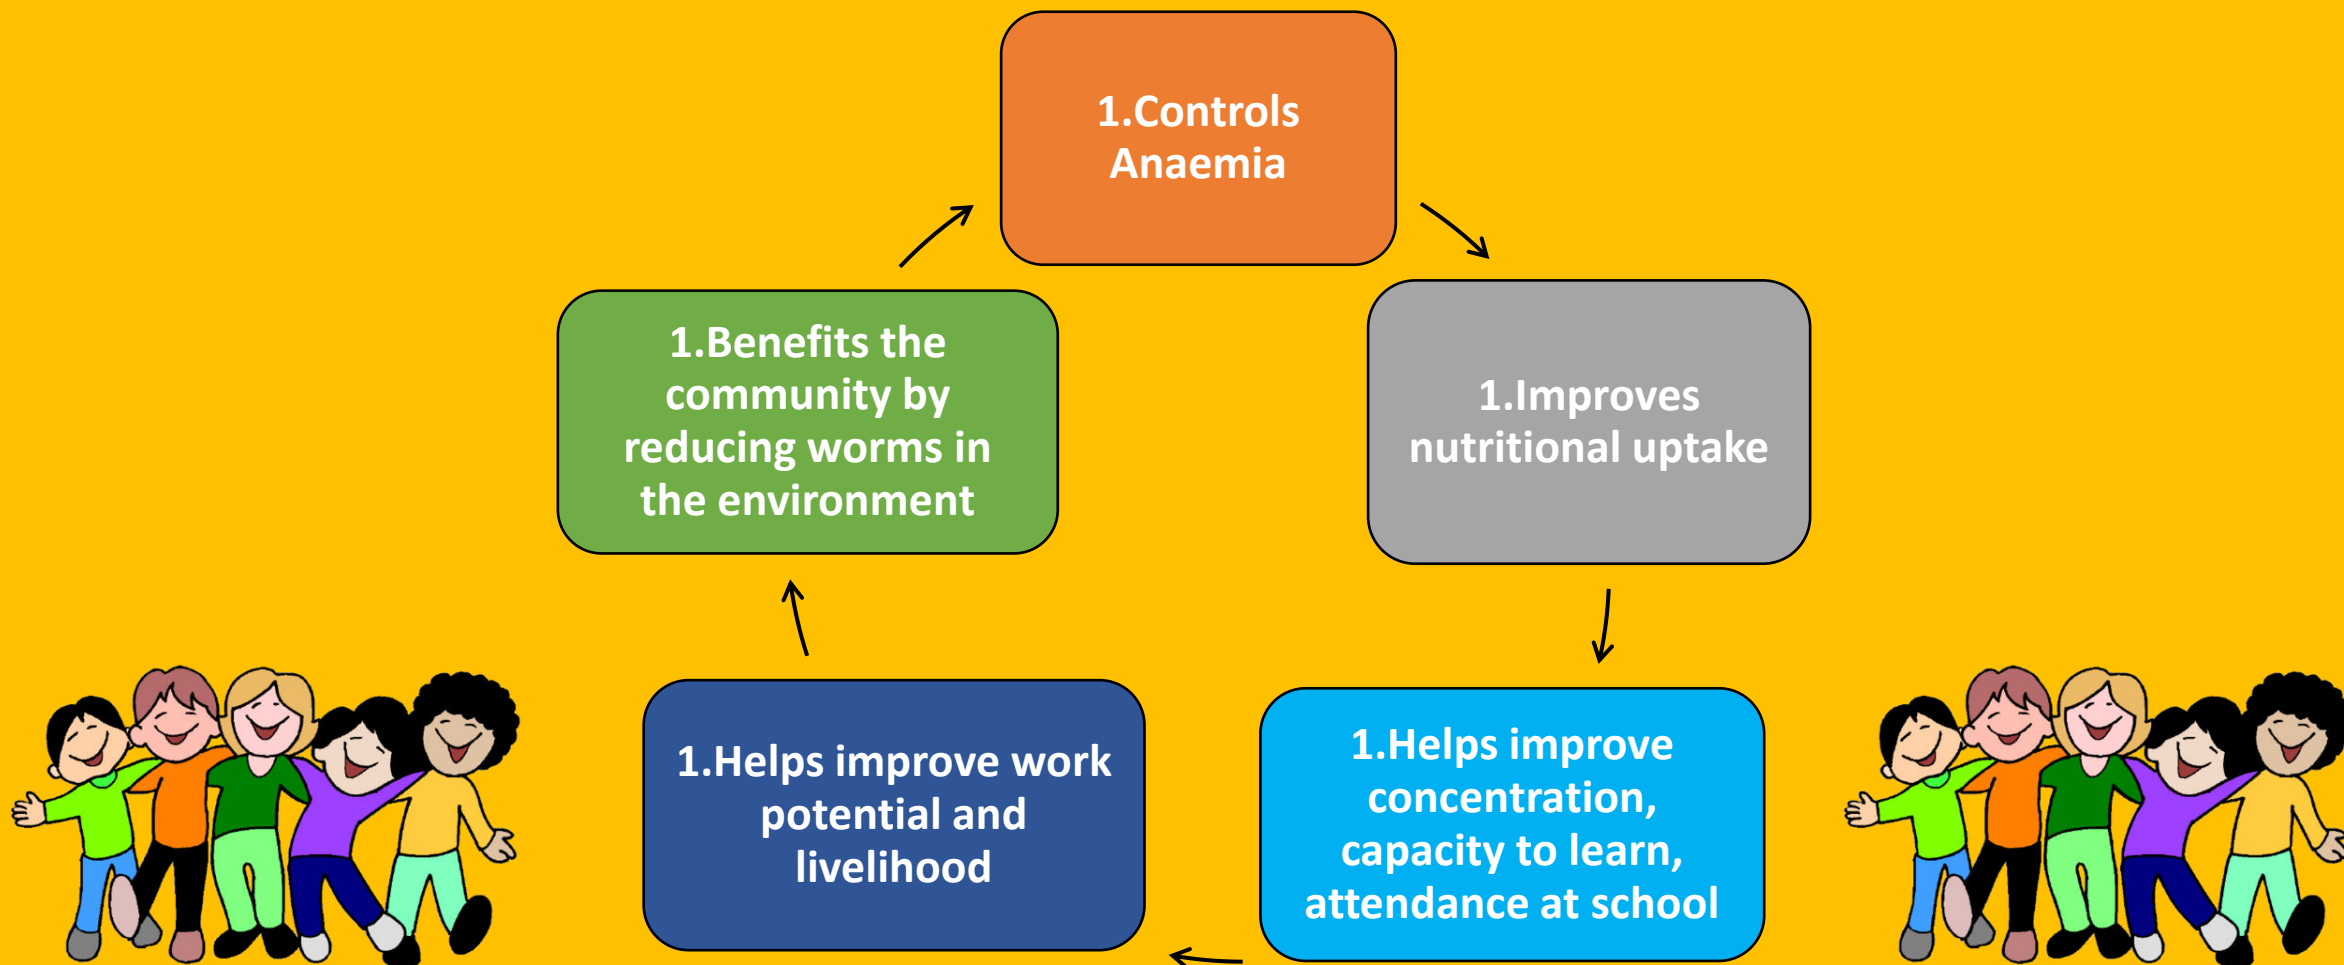 1.Controls
Anaemia
1.Improves
nutritional uptake
1.Helps improve
concentration,
capacity to learn,
attendance at school
1.Helps improve work
potential and
livelihood
1.Benefits the
community by
reducing worms in
the environment